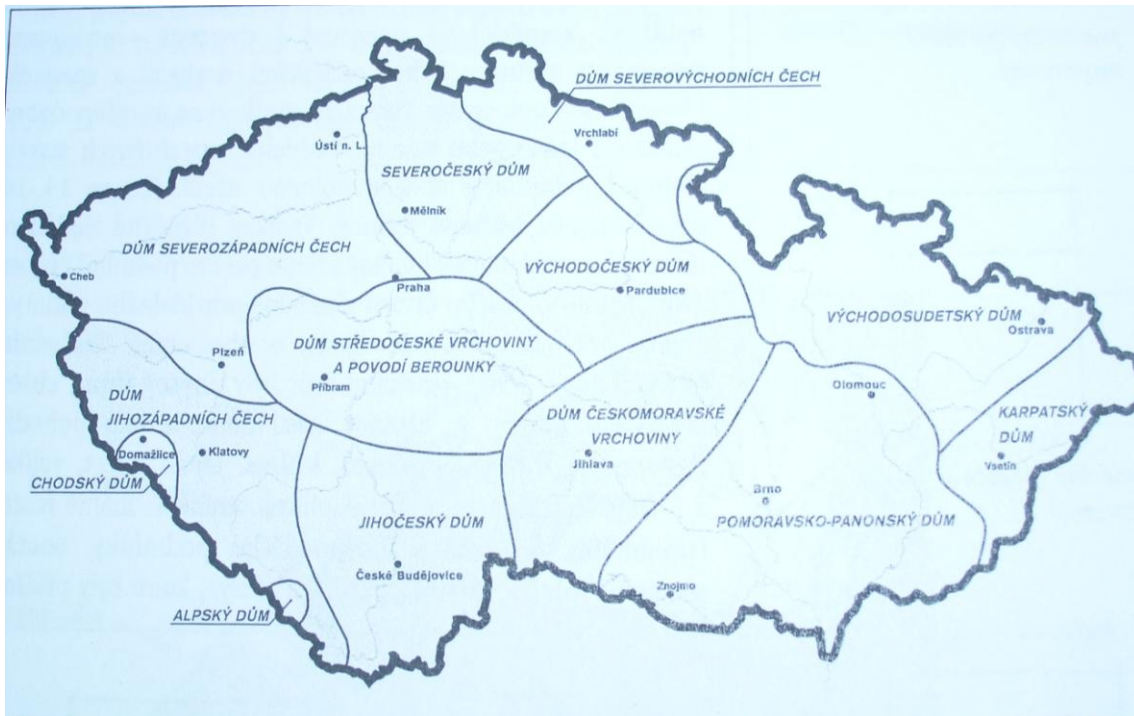 DŮM SEVEROVÝCHODNÍCH ČECH
Vrchlabí
Ústí n. L.
SEVEROČESKÝ DŮM
Mělník
DŮM SEVEROZÁPADNÍCH ČECH
Cheb
Praha
VÝCHODOČESKÝ DŮM
Pardubice
VÝCHODOSUDETSKÝ DŮM
Ostrava
DŮM STŘEDOČESKÉ VRCHOVINY
A POVODÍ BEROUNKY
Plzeň
Příbram
DŮM
JIHOZÁPADNÍCH ČECH
Domažlice
Klatovy
CHODSKÝ DŮM
Olomouc
DŮM ČESKOMORAVSKÉ
VRCHOVINY
Jihlava
KARPATSKÝ
DŮM
Vsetín
Brno
POMORAVSKO-PANONSKÝ DŮM
JIHOČESKÝ DŮM
České Budějovice
Znojmo
ALPSKÝ DŮM